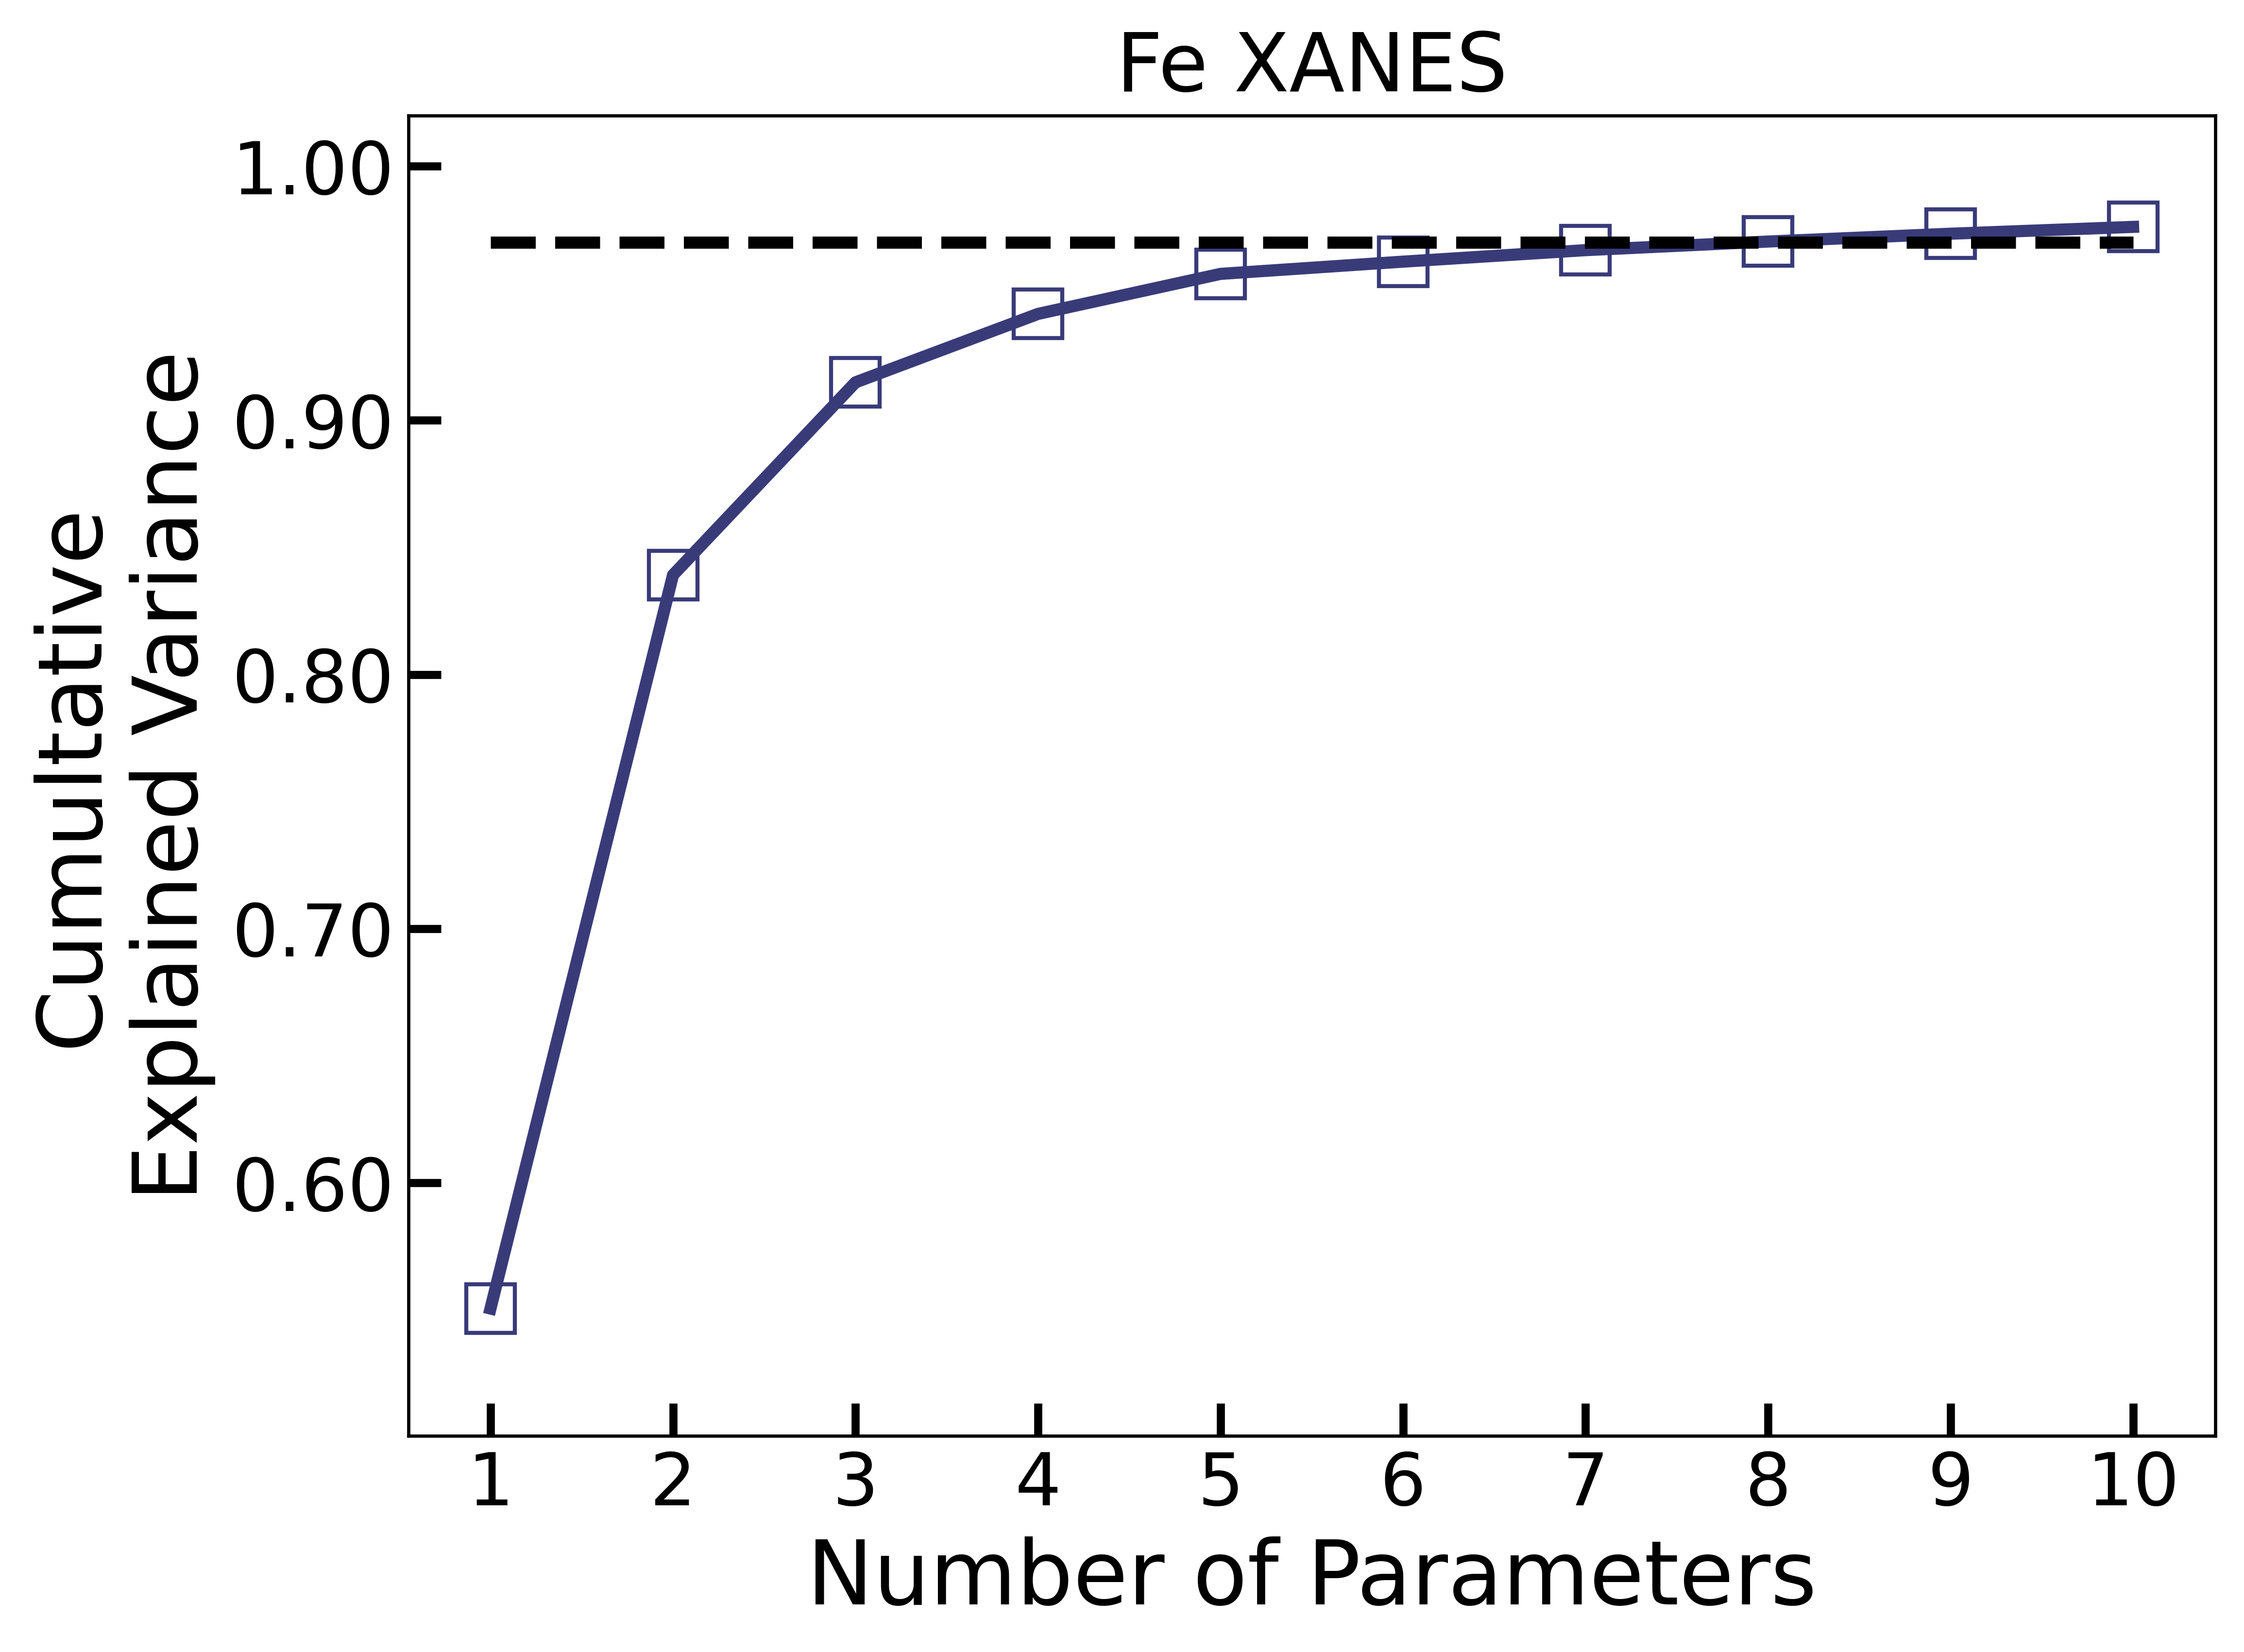 Fe XANES
Cumultative
Explained Variance
1.00
0.90
0.80
0.70
0.60
1 2 3 4 5 6 7 8 9 10
Number of Parameters